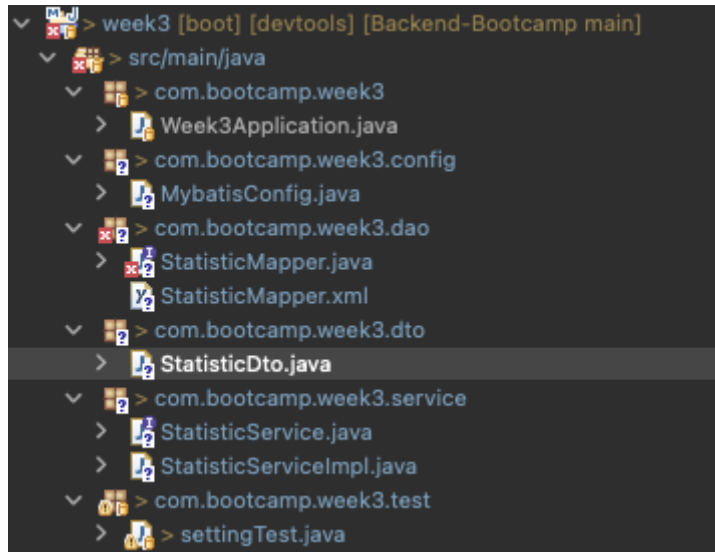 > week3 [boot] [devtools] [Backend-Bootcamp main]
> src/main/java
> com.bootcamp.week3
Week3Application.java
> com.bootcamp.week3.config
MybatisConfig.java
> com.bootcamp.week3.dao
StatisticMapper.java
StatisticMapper.xml
> com.bootcamp.week3.dto
StatisticDto.java
> com.bootcamp.week3.service
StatisticService.java
StatisticServiceImpl.java
> com.bootcamp.week3.test
> settingTest.java